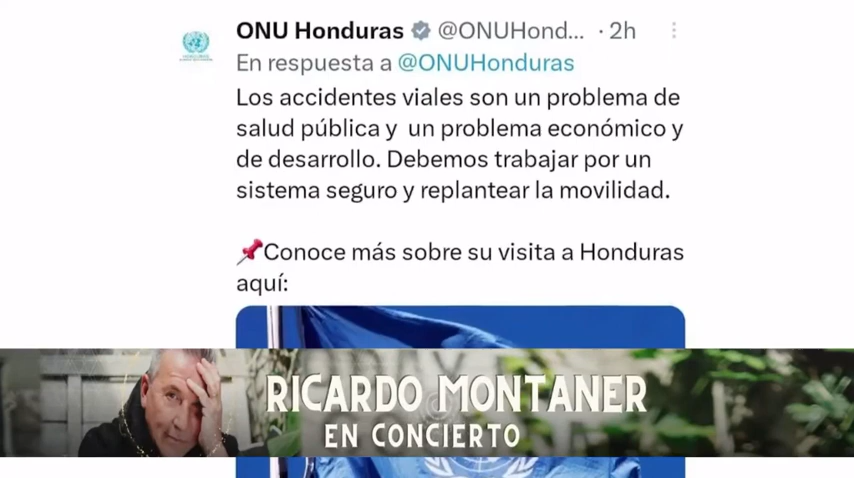 ONU Honduras @ONUHond... · 2h
En respuesta a @ONUHonduras
Los accidentes viales son un problema de
salud pública y un problema económico y
de desarrollo. Debemos trabajar por un
sistema seguro y replantear la movilidad.
📌Conoce más sobre su visita a Honduras
aquí:
RICARDO MONTANER
EN CONCIERTO